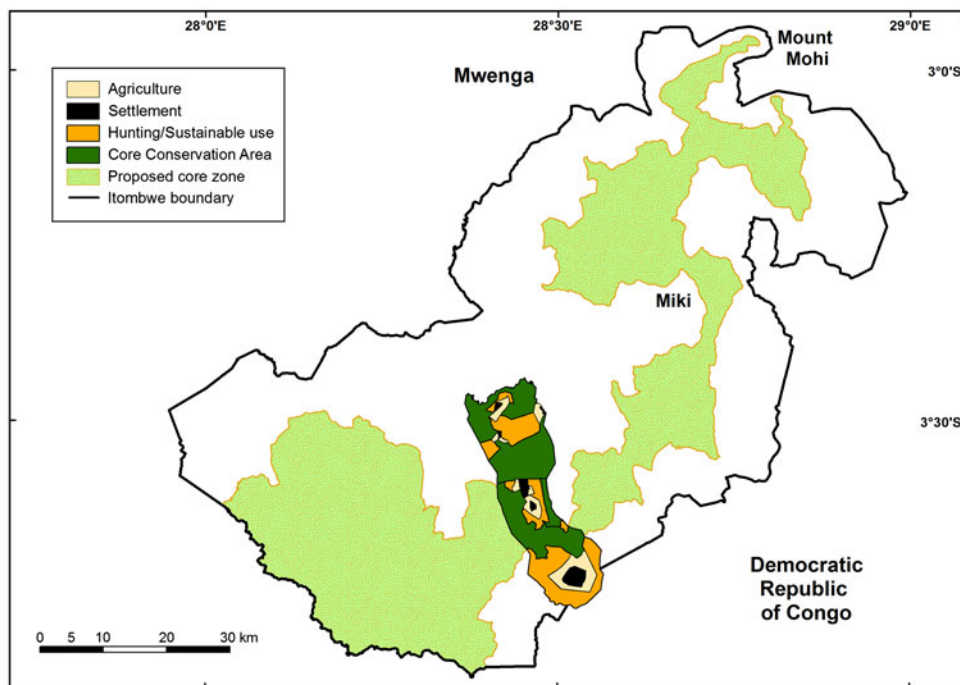 28°0'E
28°30'E
29°0'E
Mount
Mohi
Mwenga
3°0'S
Agriculture
Settlement
Hunting/Sustainable use
Core Conservation Area
Proposed core zone
Itombwe boundary
Miki
3°30'S
Democratic
Republic
of Congo
0 5 10 20 30 km